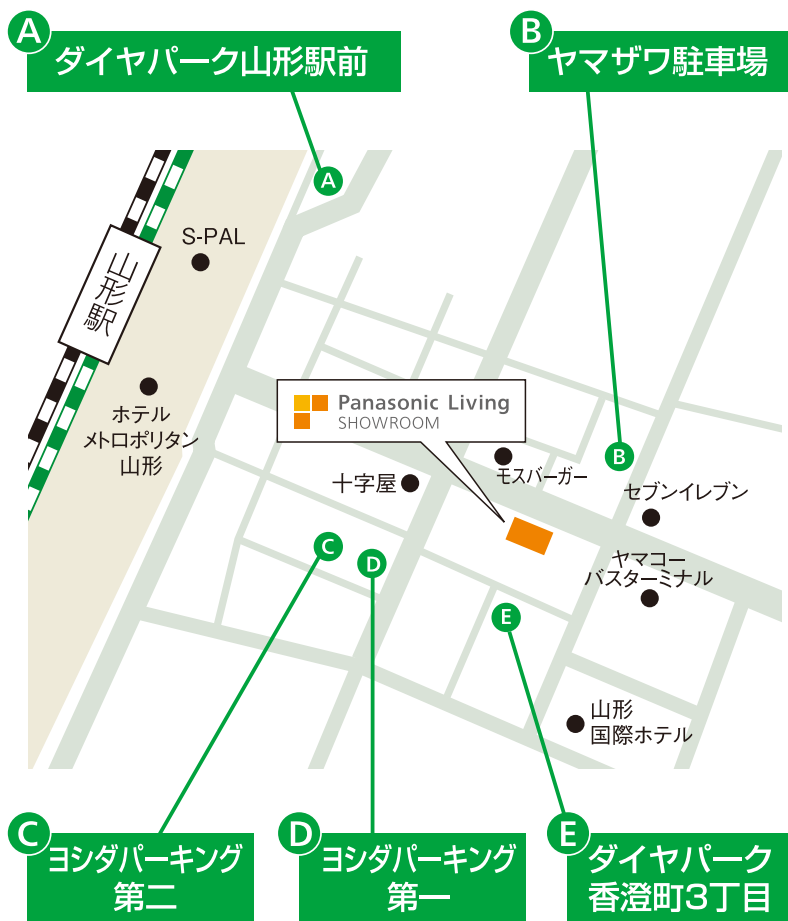 A
ダイヤパーク山形駅前
B
ヤマザワ駐車場
A
S-PAL
山形駅
ホテル
メトロポリタン
山形
Panasonic Living
SHOWROOM
十字屋
モスバーガー
B
セブンイレブン
C
D
ヤマコー
バスターミナル
E
山形
国際ホテル
C
ヨシダパーキング
第二
D
ヨシダパーキング
第一
E
ダイヤパーク
香澄町3丁目